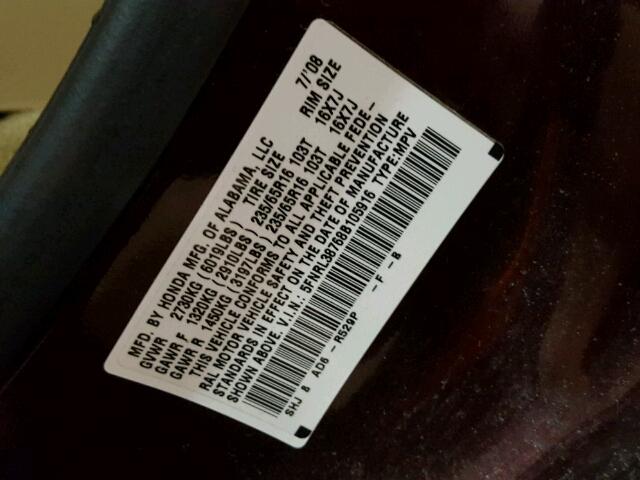 MFD. BY HONDA MFG. OF ALABAMA, LLC 7/'08
GVWR 2730KG (6019LBS) TIRE SIZE RIM SIZE
GAWR F 1320KG (2910LBS) 235/65R16 103T 16X7J
GAWR R 1450KG (3197LBS) 235/65R16 103T 16X7J
THIS VEHICLE CONFORMS TO ALL APPLICABLE FEDE-
RAL MOTOR VEHICLE SAFETY AND THEFT PREVENTION
STANDARDS IN EFFECT ON THE DATE OF MANUFACTURE
SHOWN ABOVE. V.I.N.: 5FNRL38768B105916 TYPE:MPV
SHJ 8 AD6 - R529P - F - B